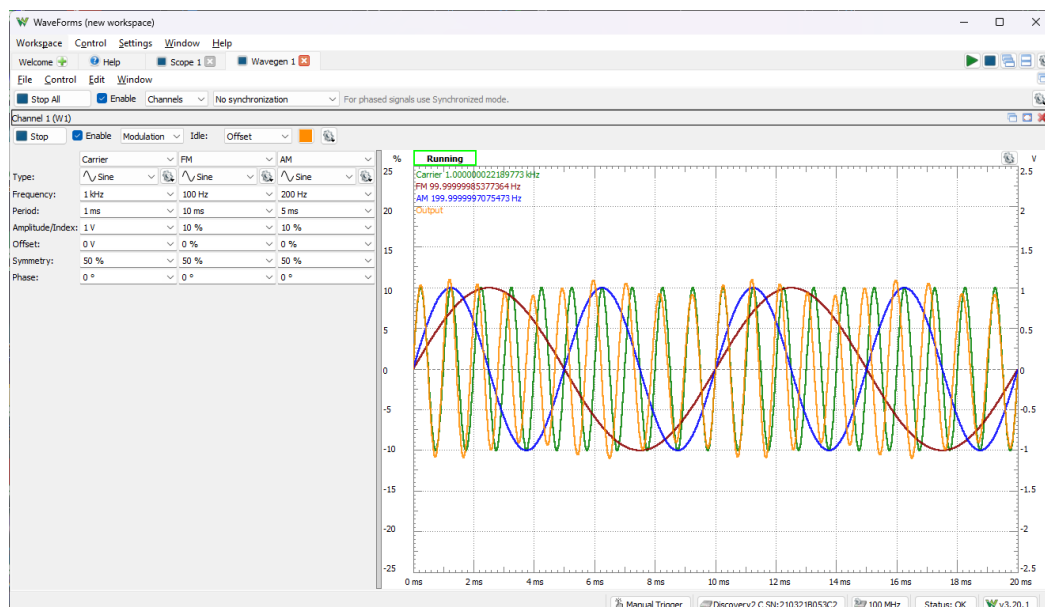 WaveForms (new workspace)
Workspace Control Settings Window Help
Welcome Help Scope 1 Wavegen 1
File Control Edit Window
Stop All Enable Channels No synchronization For phased signals use Synchronized mode.
Channel 1 (W1)
Stop Enable Modulation Idle: Offset
Carrier FM AM
Type: Sine Sine Sine
Frequency: 1 kHz 100 Hz 200 Hz
Period: 1 ms 10 ms 5 ms
Amplitude/Index: 1 V 10 % 10 %
Offset: 0 V 0 % 0 %
Symmetry: 50 % 50 % 50 %
Phase: 0 ° 0 ° 0 °
% Running V
Carrier 1.000000022189773 kHz
FM 99.99999985377364 Hz
AM 199.9999997075473 Hz
Output
25 2.5
20 2
15 1.5
10 1
5 0.5
0 0
-5 -0.5
-10 -1
-15 -1.5
-20 -2
-25 -2.5
0 ms 2 ms 4 ms 6 ms 8 ms 10 ms 12 ms 14 ms 16 ms 18 ms 20 ms
Manual Trigger Discovery2 C SN:210321B053C2 100 MHz Status: OK v3.20.1